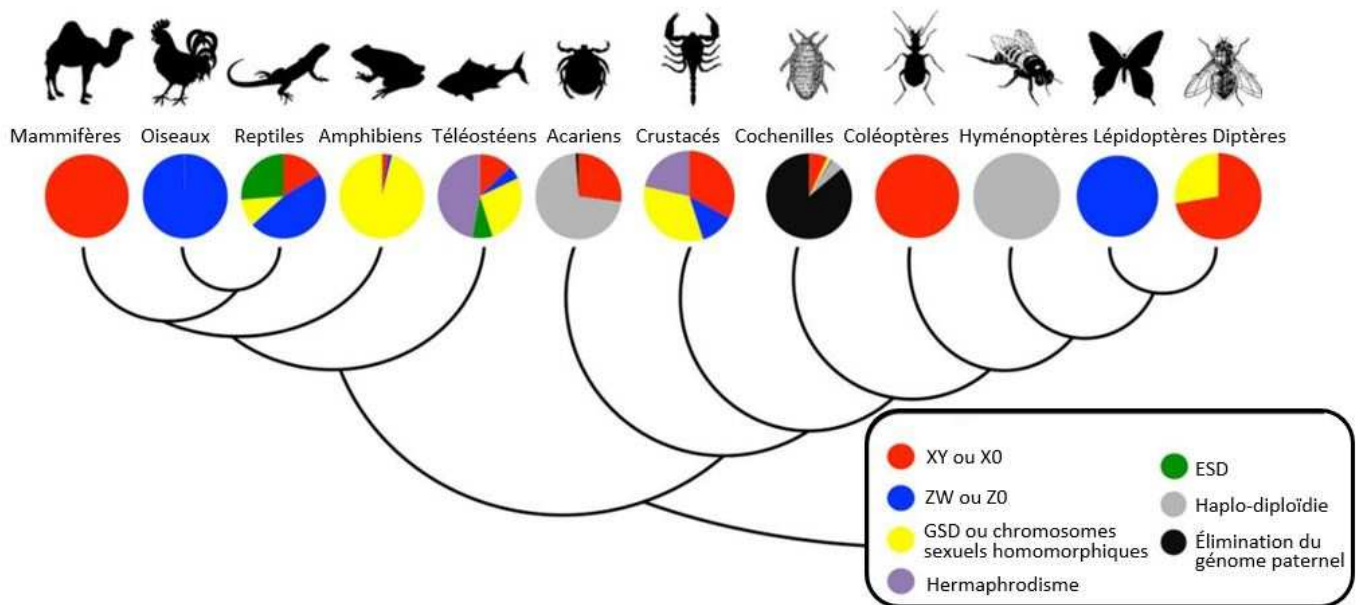 Mammifères Oiseaux Reptiles Amphibiens Téléostéens Acariens Crustacés Cochenilles Coléoptères Hyménoptères Lépidoptères Diptères
XY ou X0
ZW ou Z0
GSD ou chromosomes
sexuels homomorphiques
Hermaphrodisme
ESD
Haplo-diploïdie
Élimination du
génome paternel